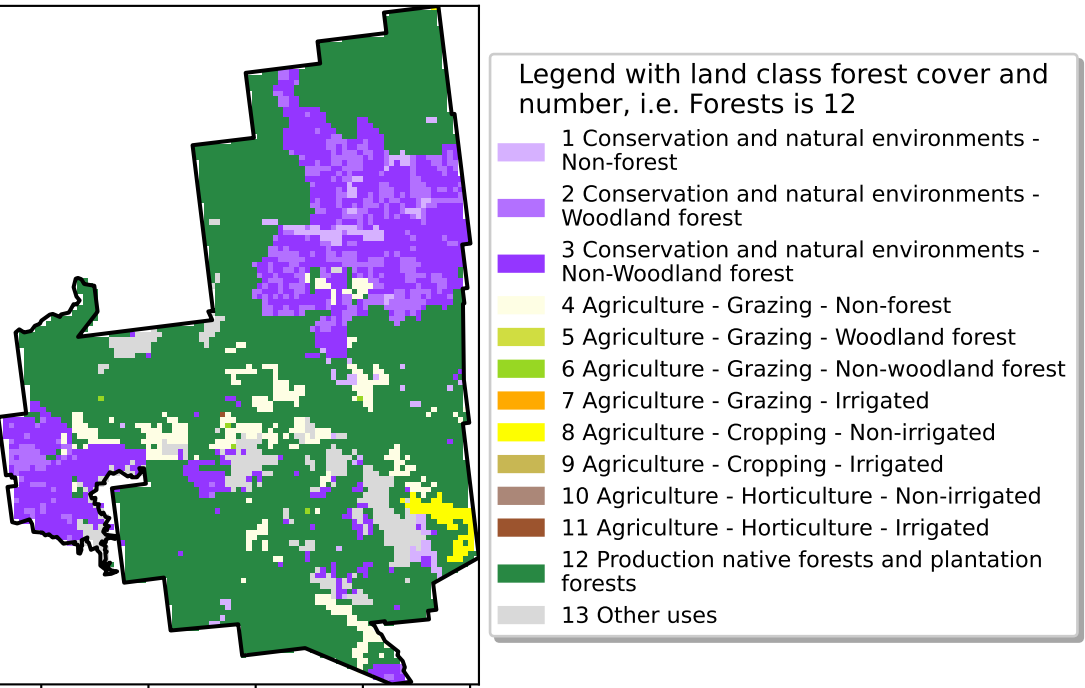 Legend with land class forest cover and
number, i.e. Forests is 12
1 Conservation and natural environments -
Non-forest
2 Conservation and natural environments -
Woodland forest
3 Conservation and natural environments -
Non-Woodland forest
4 Agriculture - Grazing - Non-forest
5 Agriculture - Grazing - Woodland forest
6 Agriculture - Grazing - Non-woodland forest
7 Agriculture - Grazing - Irrigated
8 Agriculture - Cropping - Non-irrigated
9 Agriculture - Cropping - Irrigated
10 Agriculture - Horticulture - Non-irrigated
11 Agriculture - Horticulture - Irrigated
12 Production native forests and plantation
forests
13 Other uses